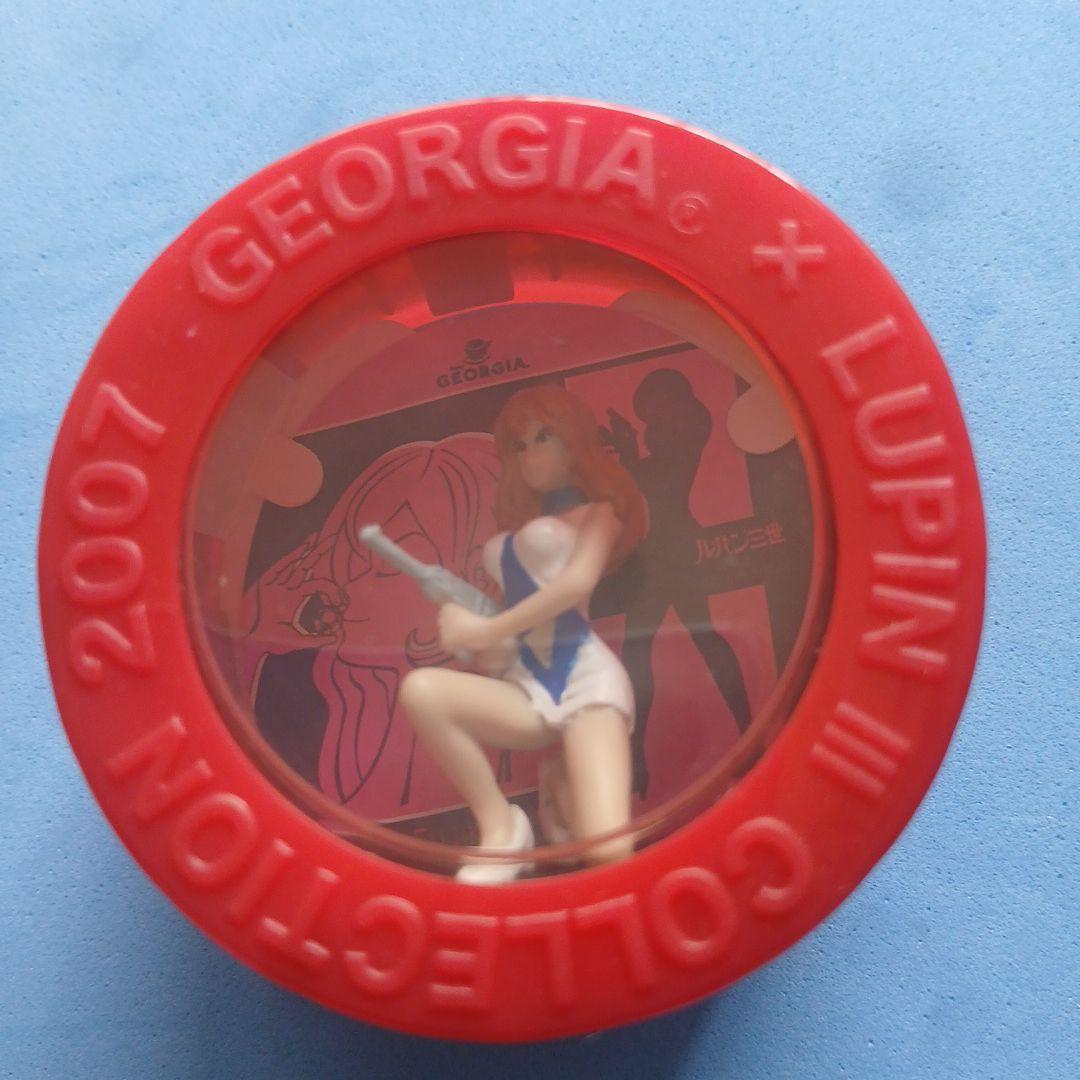 GEORGIA × LUPIN III COLLECTION 2007
GEORGIA
ルパン三世